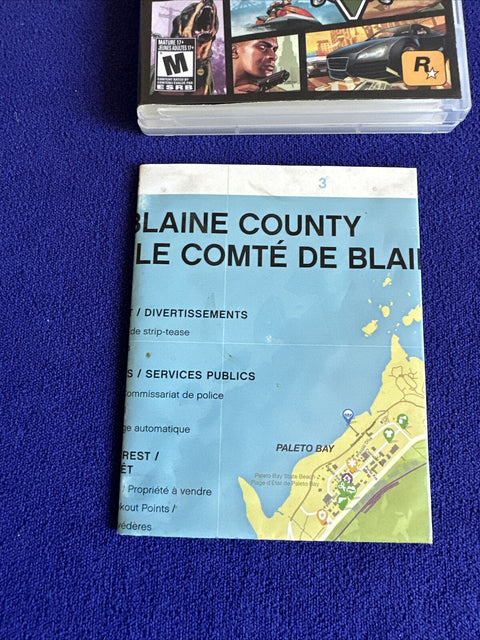 MATURE 17+
JEUNES ADULTES 17+
M
ESRB
R
3
BLAINE COUNTY
LE COMTÉ DE BLAI
/ DIVERTISSEMENTS
de strip-tease
S / SERVICES PUBLICS
ommissariat de police
ge automatique
REST /
ÊT
/ Propriété à vendre
kout Points /
védères
PALETO BAY
Paleto Bay State Beach
Plage d'État de Paleto Bay